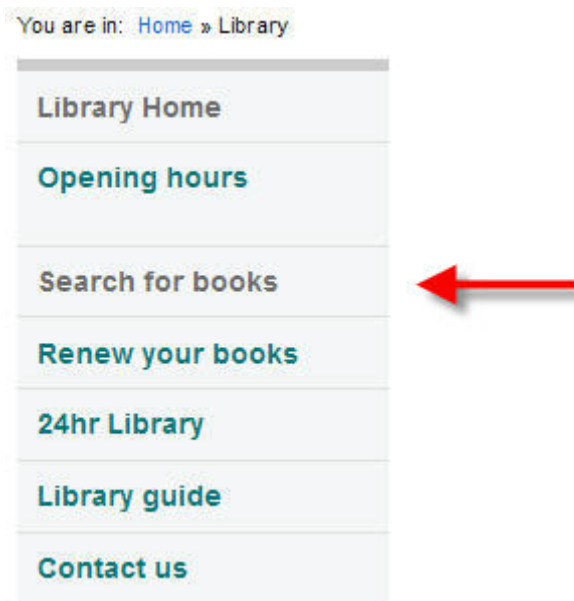 You are in: Home » Library
Library Home
Opening hours
Search for books
Renew your books
24hr Library
Library guide
Contact us